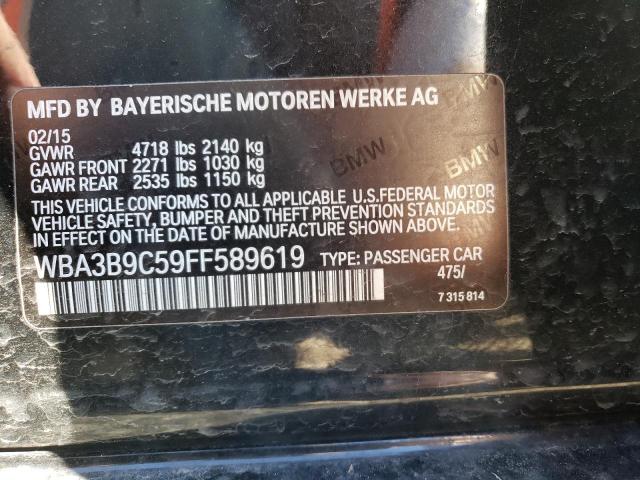 MFD BY BAYERISCHE MOTOREN WERKE AG
02/15
GVWR 4718 lbs 2140 kg
GAWR FRONT 2271 lbs 1030 kg
GAWR REAR 2535 lbs 1150 kg
THIS VEHICLE CONFORMS TO ALL APPLICABLE U.S.FEDERAL MOTOR
VEHICLE SAFETY, BUMPER AND THEFT PREVENTION STANDARDS
IN EFFECT ON THE DATE OF MANUFACTURE SHOWN ABOVE.
WBA3B9C59FF589619 TYPE: PASSENGER CAR
475/
7 315 814
BMW
BMW